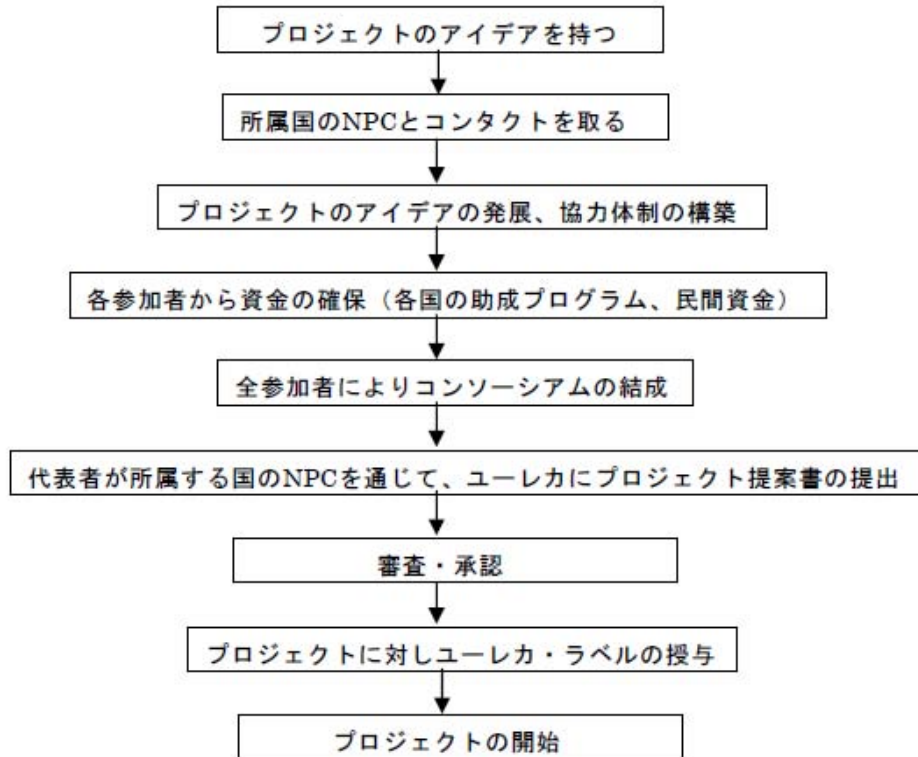 プロジェクトのアイデアを持つ
所属国のNPCとコンタクトを取る
プロジェクトのアイデアの発展、協力体制の構築
各参加者から資金の確保（各国の助成プログラム、民間資金）
全参加者によりコンソーシアムの結成
代表者が所属する国のNPCを通じて、ユーレカにプロジェクト提案書の提出
審査・承認
プロジェクトに対しユーレカ・ラベルの授与
プロジェクトの開始